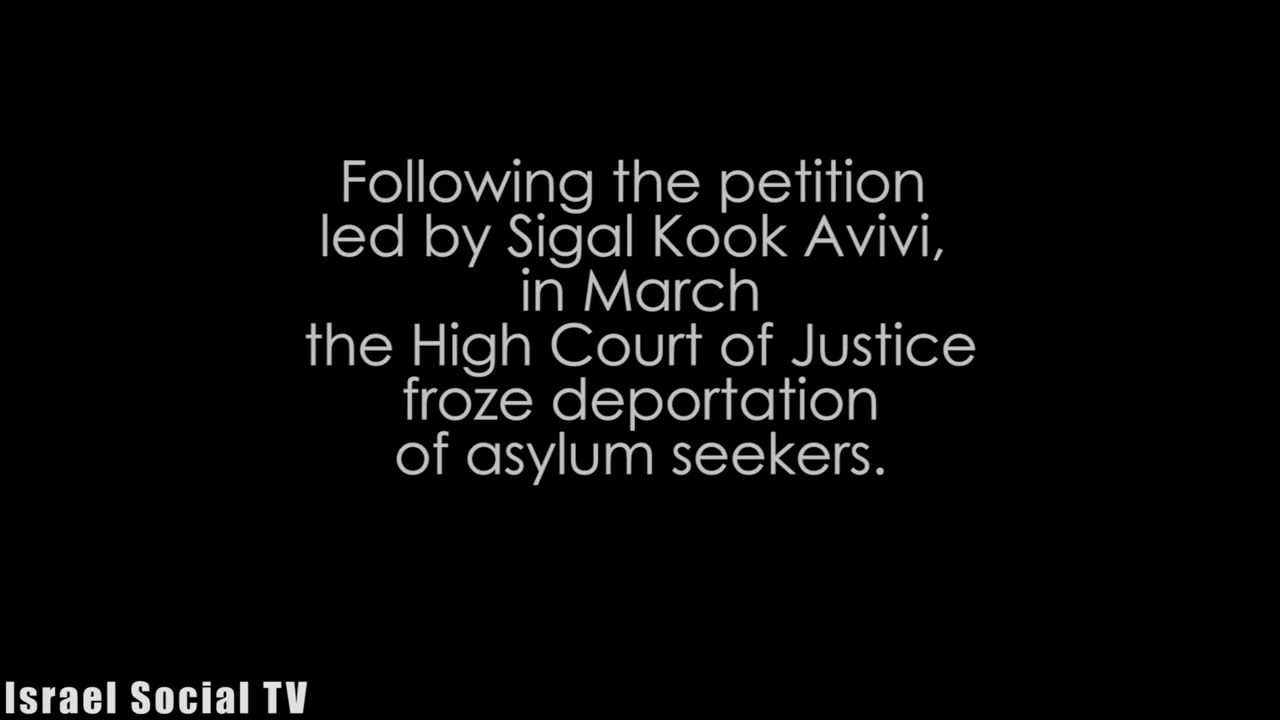 Following the petition
led by Sigal Kook Avivi,
in March
the High Court of Justice
froze deportation
of asylum seekers.
Israel Social TV